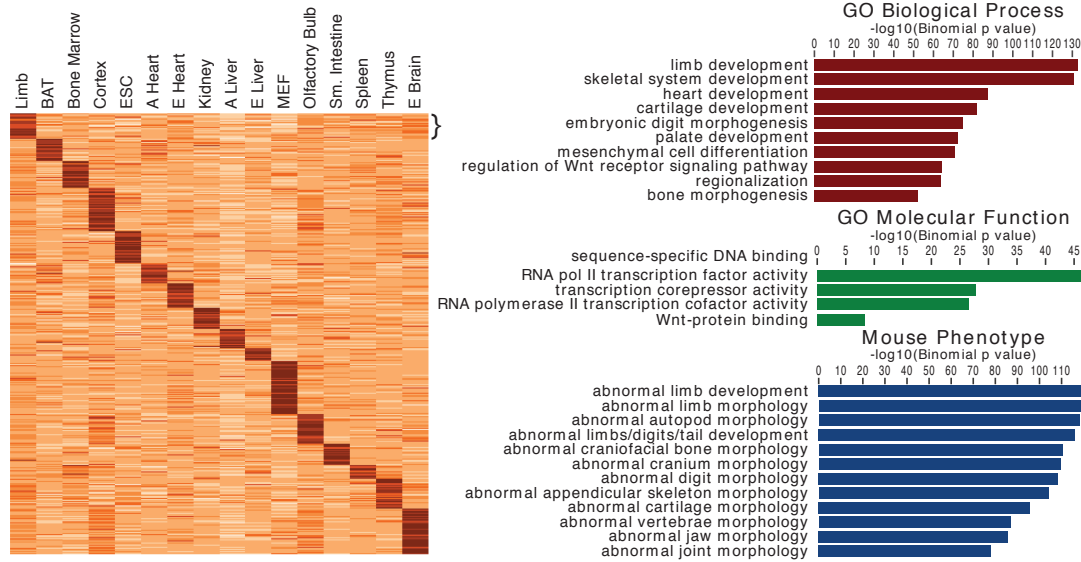 Limb
BAT
Bone Marrow
Cortex
ESC
A Heart
E Heart
Kidney
A Liver
E Liver
MEF
Olfactory Bulb
Sm. Intestine
Spleen
Thymus
E Brain
}
GO Biological Process
-log10(Binomial p value)
0 10 20 30 40 50 60 70 80 90 100 110 120 130
limb development
skeletal system development
heart development
cartilage development
embryonic digit morphogenesis
palate development
mesenchymal cell differentiation
regulation of Wnt receptor signaling pathway
regionalization
bone morphogenesis
GO Molecular Function
-log10(Binomial p value)
0 5 10 15 20 25 30 35 40 45
sequence-specific DNA binding
RNA pol II transcription factor activity
transcription corepressor activity
RNA polymerase II transcription cofactor activity
Wnt-protein binding
Mouse Phenotype
-log10(Binomial p value)
0 10 20 30 40 50 60 70 80 90 100 110
abnormal limb development
abnormal limb morphology
abnormal autopod morphology
abnormal limbs/digits/tail development
abnormal craniofacial bone morphology
abnormal cranium morphology
abnormal digit morphology
abnormal appendicular skeleton morphology
abnormal cartilage morphology
abnormal vertebrae morphology
abnormal jaw morphology
abnormal joint morphology